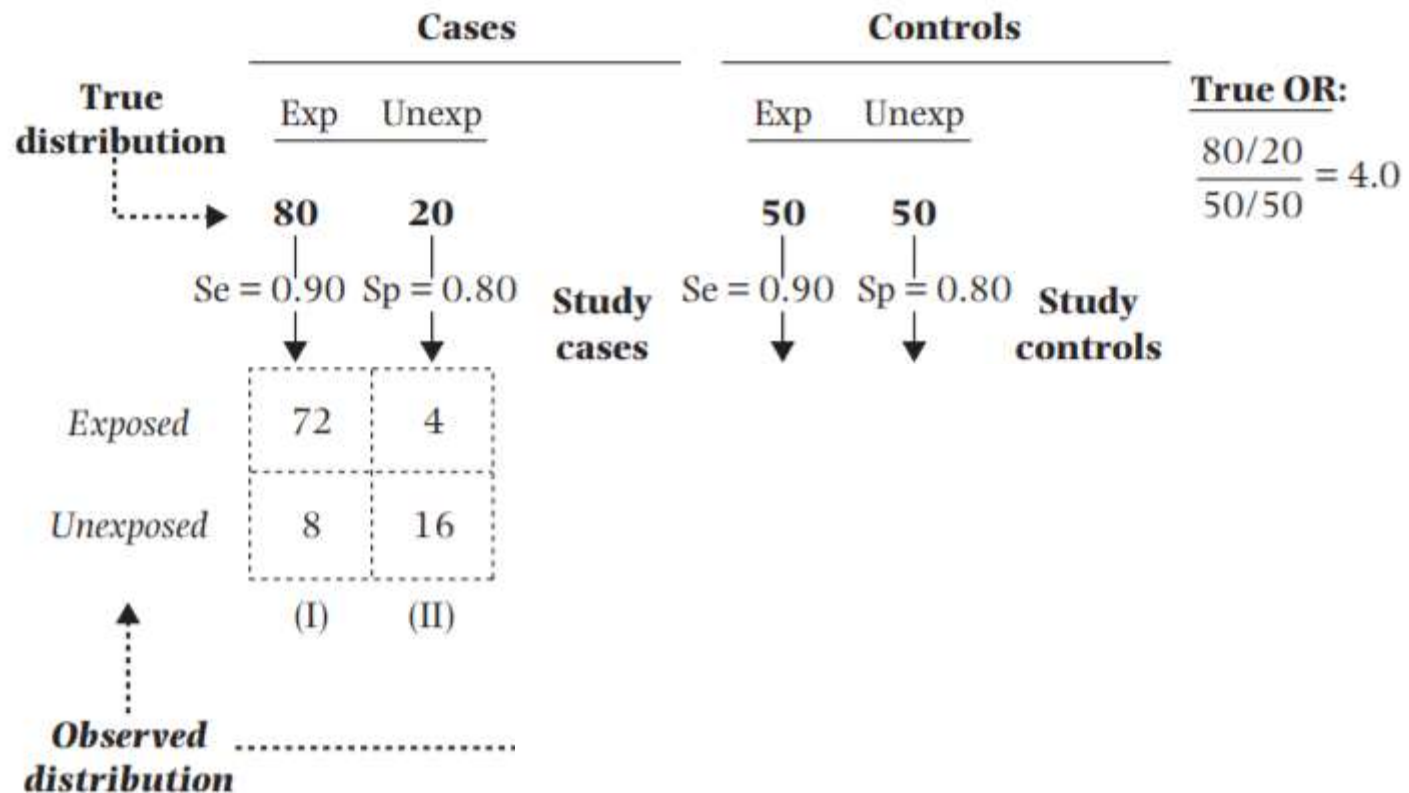 Cases Controls
True distribution
True OR:
Exp Unexp Exp Unexp
80/20
50/50 = 4.0
80 20 50 50
Se = 0.90 Sp = 0.80 Se = 0.90 Sp = 0.80
Study cases
Study controls
Exposed 72 4
Unexposed 8 16
(I) (II)
Observed distribution